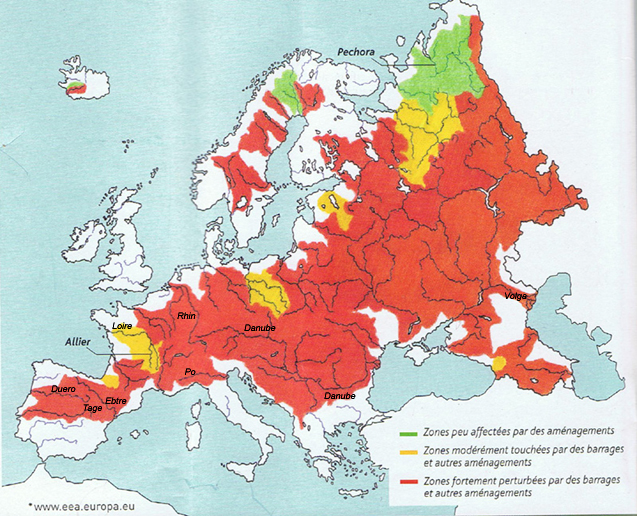 Pechora
Volga
Loire
Rhin
Danube
Allier
Po
Duero
Ebtre
Tage
Danube
Zones peu affectées par des aménagements
Zones modérément touchées par des barrages
et autres aménagements
Zones fortement perturbées par des barrages
et autres aménagements
*www.eea.europa.eu